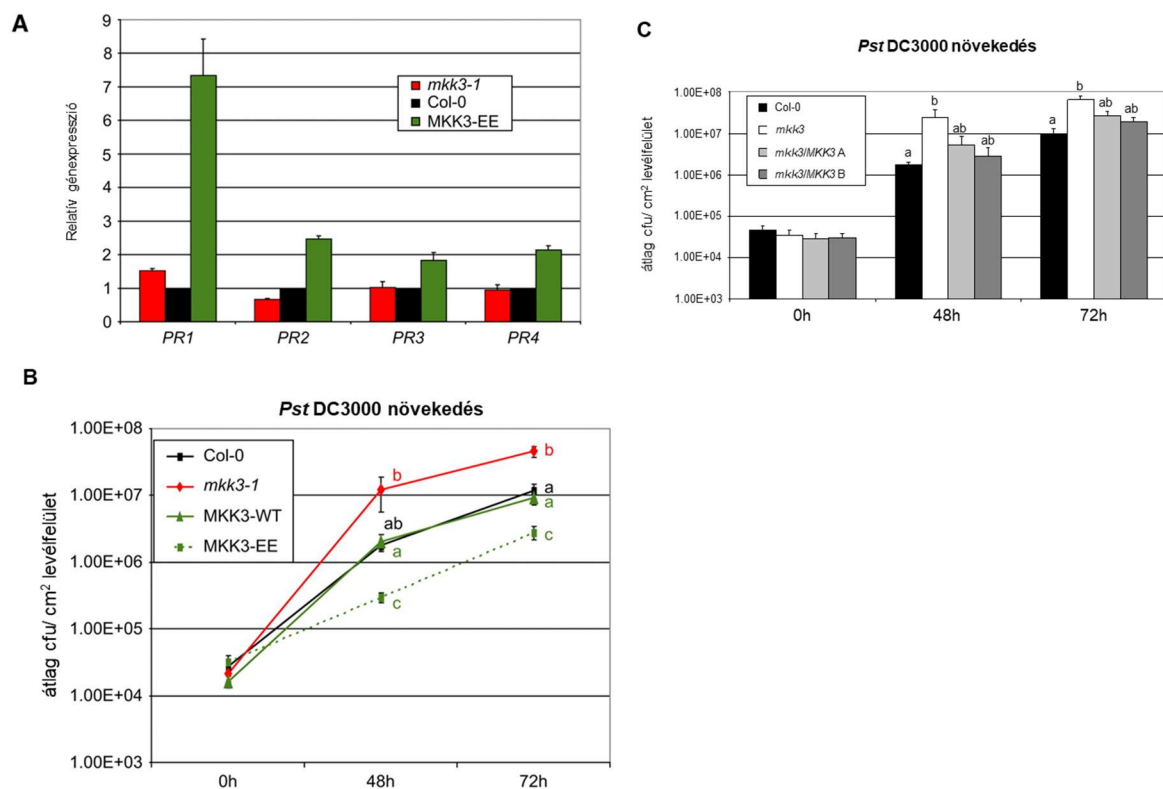 A
9
8
7
6
5
4
3
2
1
0
Relatív génexpresszió
mkk3-1
Col-0
MKK3-EE
PR1
PR2
PR3
PR4
C
Pst DC3000 növekedés
1.00E+08
1.00E+07
1.00E+06
1.00E+05
1.00E+04
1.00E+03
átlag cfu/ cm² levélfelület
Col-0
mkk3
mkk3/MKK3 A
mkk3/MKK3 B
a
b
ab
ab
a
b
ab
ab
0h
48h
72h
B
Pst DC3000 növekedés
1.00E+08
1.00E+07
1.00E+06
1.00E+05
1.00E+04
1.00E+03
átlag cfu/ cm² levélfelület
Col-0
mkk3-1
MKK3-WT
MKK3-EE
b
ab
a
c
b
a
a
c
0h
48h
72h